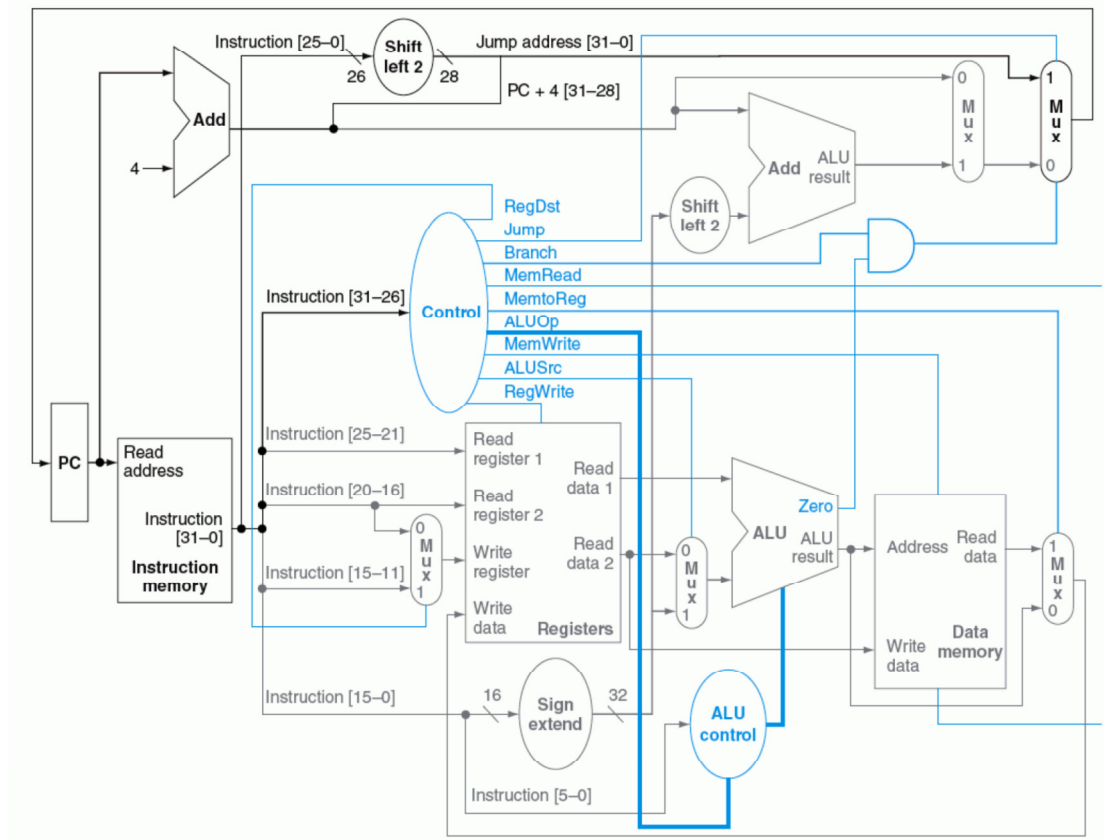 Instruction [25–0]
Shift
left 2
Jump address [31–0]
26
28
PC + 4 [31–28]
Add
4
0
M
u
x
1
1
M
u
x
0
Add
ALU
result
Shift
left 2
RegDst
Jump
Branch
MemRead
MemtoReg
ALUOp
MemWrite
ALUSrc
RegWrite
Control
Instruction [31–26]
PC
Read
address
Instruction
[31–0]
Instruction
memory
Instruction [25–21]
Instruction [20–16]
Instruction [15–11]
Instruction [15–0]
Instruction [5–0]
0
M
u
x
1
Read
register 1
Read
register 2
Write
register
Write
data
Read
data 1
Read
data 2
Registers
0
M
u
x
1
Zero
ALU
ALU
result
Address
Read
data
Write
data
Data
memory
1
M
u
x
0
16
Sign
extend
32
ALU
control